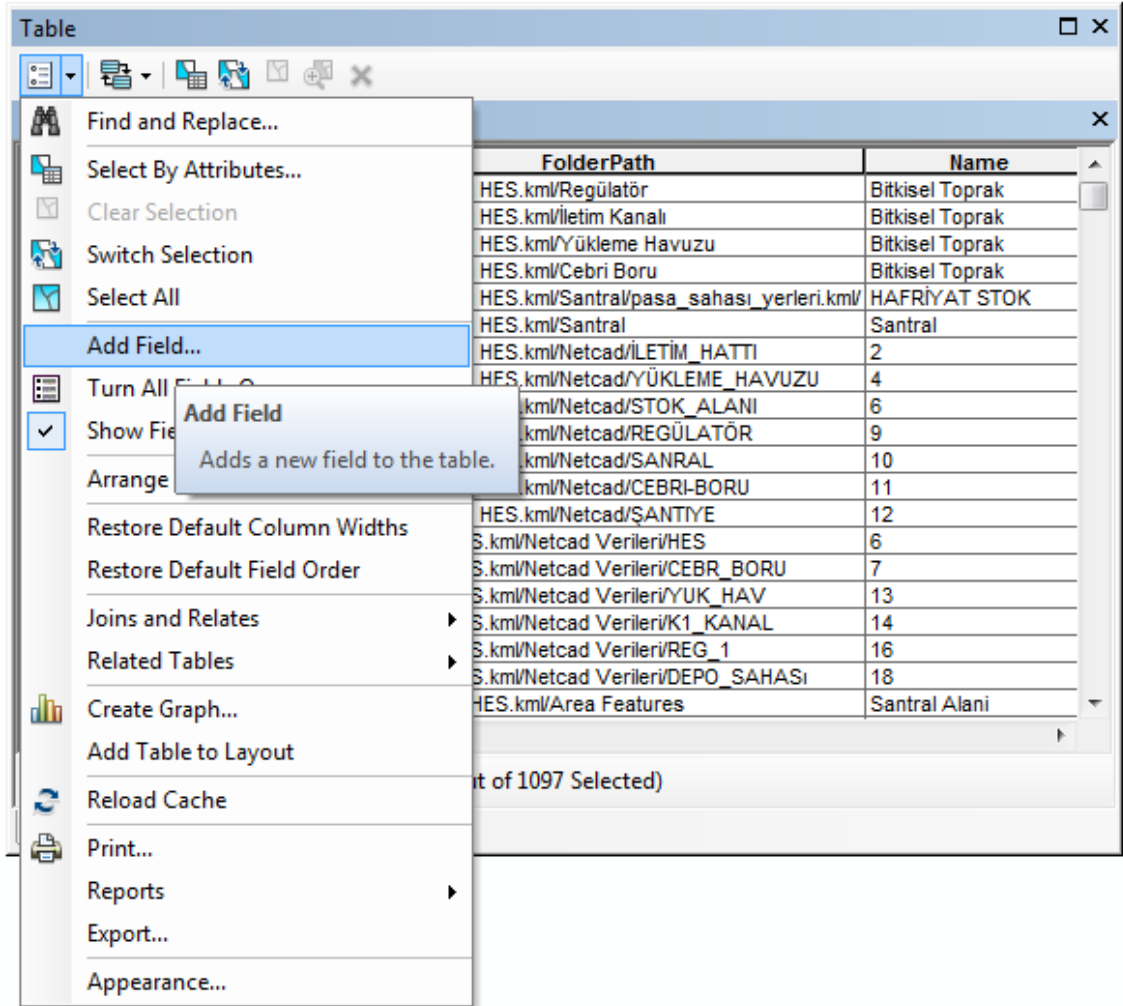 Table
Find and Replace...
Select By Attributes...
Clear Selection
Switch Selection
Select All
Add Field...
Turn All
Show Fie
Arrange
Add Field
Adds a new field to the table.
Restore Default Column Widths
Restore Default Field Order
Joins and Relates
Related Tables
Create Graph...
Add Table to Layout
Reload Cache
Print...
Reports
Export...
Appearance...
FolderPath Name
HES.kml/Regülatör Bitkisel Toprak
HES.kml/İletim Kanalı Bitkisel Toprak
HES.kml/Yükleme Havuzu Bitkisel Toprak
HES.kml/Cebri Boru Bitkisel Toprak
HES.kml/Santral/pasa_sahası_yerleri.kml/ HAFRİYAT STOK
HES.kml/Santral Santral
HES.kml/Netcad/İLETİM_HATTI 2
HES.kml/Netcad/YÜKLEME_HAVUZU 4
.kml/Netcad/STOK_ALANI 6
.kml/Netcad/REGÜLATÖR 9
.kml/Netcad/SANRAL 10
.kml/Netcad/CEBRI-BORU 11
HES.kml/Netcad/ŞANTIYE 12
S.kml/Netcad Verileri/HES 6
S.kml/Netcad Verileri/CEBR_BORU 7
S.kml/Netcad Verileri/YUK_HAV 13
S.kml/Netcad Verileri/K1_KANAL 14
S.kml/Netcad Verileri/REG_1 16
S.kml/Netcad Verileri/DEPO_SAHASı 18
HES.kml/Area Features Santral Alani
out of 1097 Selected)